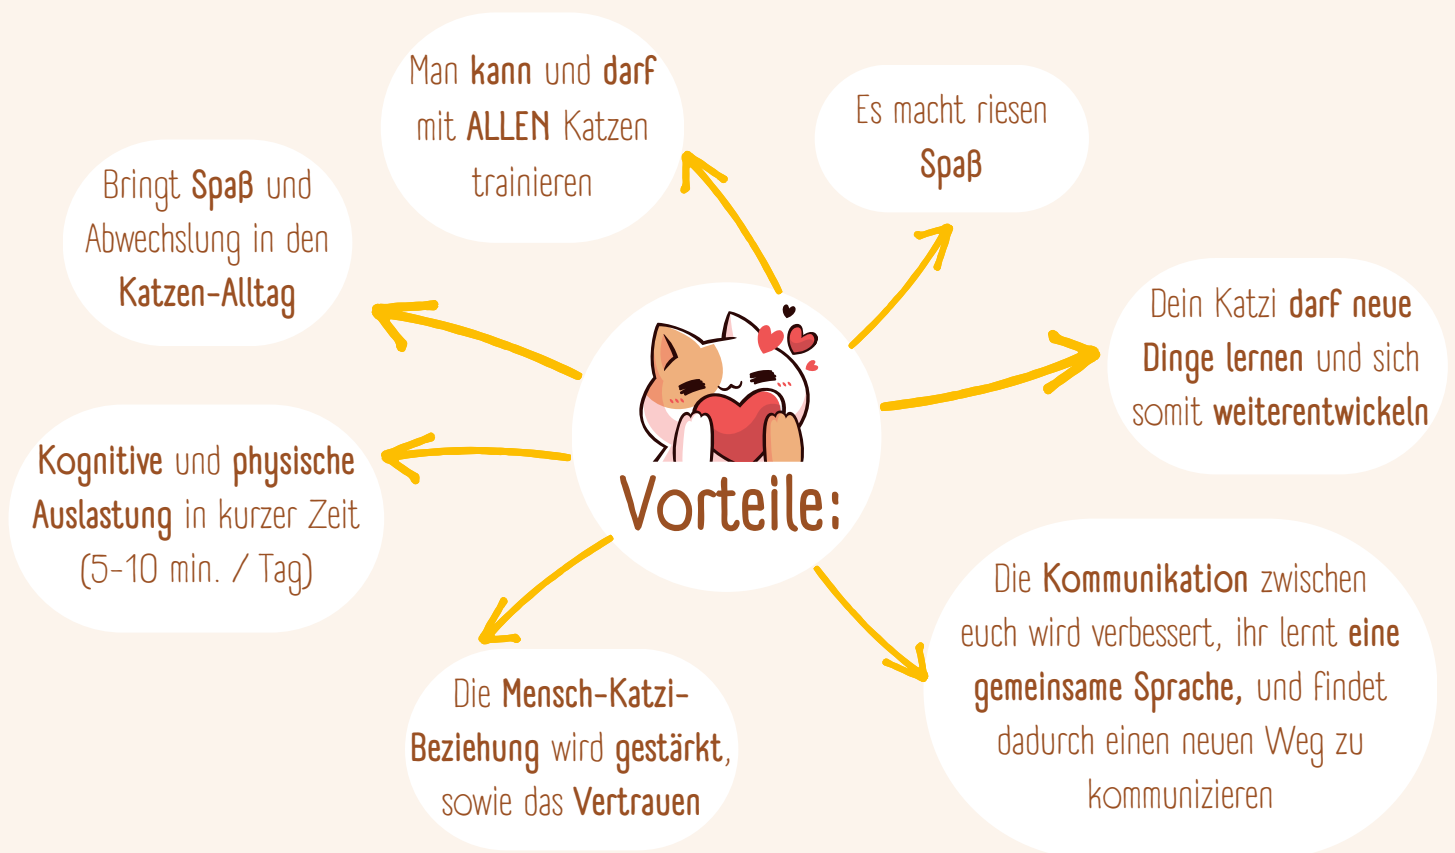 Man kann und darf
mit ALLEN Katzen
trainieren
Es macht riesen
Spaß
Bringt Spaß und
Abwechslung in den
Katzen-Alltag
Dein Katzi darf neue
Dinge lernen und sich
somit weiterentwickeln
Kognitive und physische
Auslastung in kurzer Zeit
(5-10 min. / Tag)
Vorteile:
Die Kommunikation zwischen
euch wird verbessert, ihr lernt eine
gemeinsame Sprache, und findet
dadurch einen neuen Weg zu
kommunizieren
Die Mensch-Katzi-
Beziehung wird gestärkt,
sowie das Vertrauen